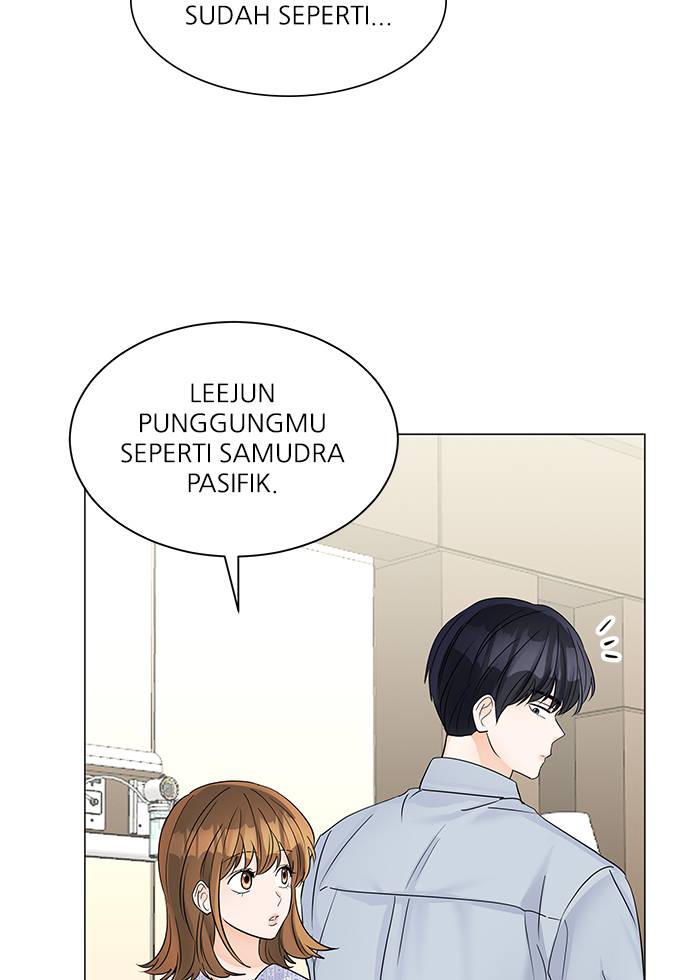 SUDAH SEPERTI...
LEEJUN
PUNGGUNGMU
SEPERTI SAMUDRA
PASIFIK.